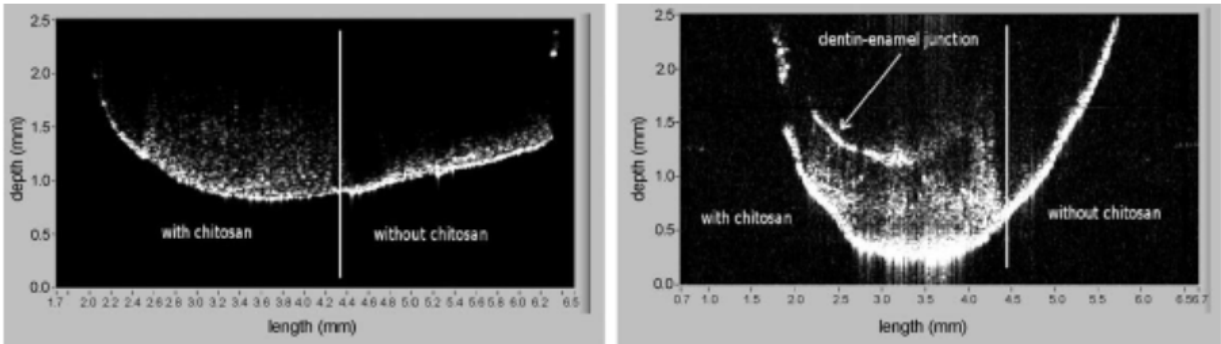 2.5
2.0
1.5
1.0
0.5
0.0
depth (mm)
with chitosan
without chitosan
1.7 2.0 2.2 2.4 2.6 2.8 3.0 3.2 3.4 3.6 3.8 4.0 4.2 4.4 4.6 4.8 5.0 5.2 5.4 5.6 5.8 6.0 6.2 6.5
length (mm)
2.5
2.0
1.5
1.0
0.5
0.0
depth (mm)
dentin-enamel junction
with chitosan
without chitosan
0.7 1.0 1.5 2.0 2.5 3.0 3.5 4.0 4.5 5.0 5.5 6.0 6.56.7
length (mm)